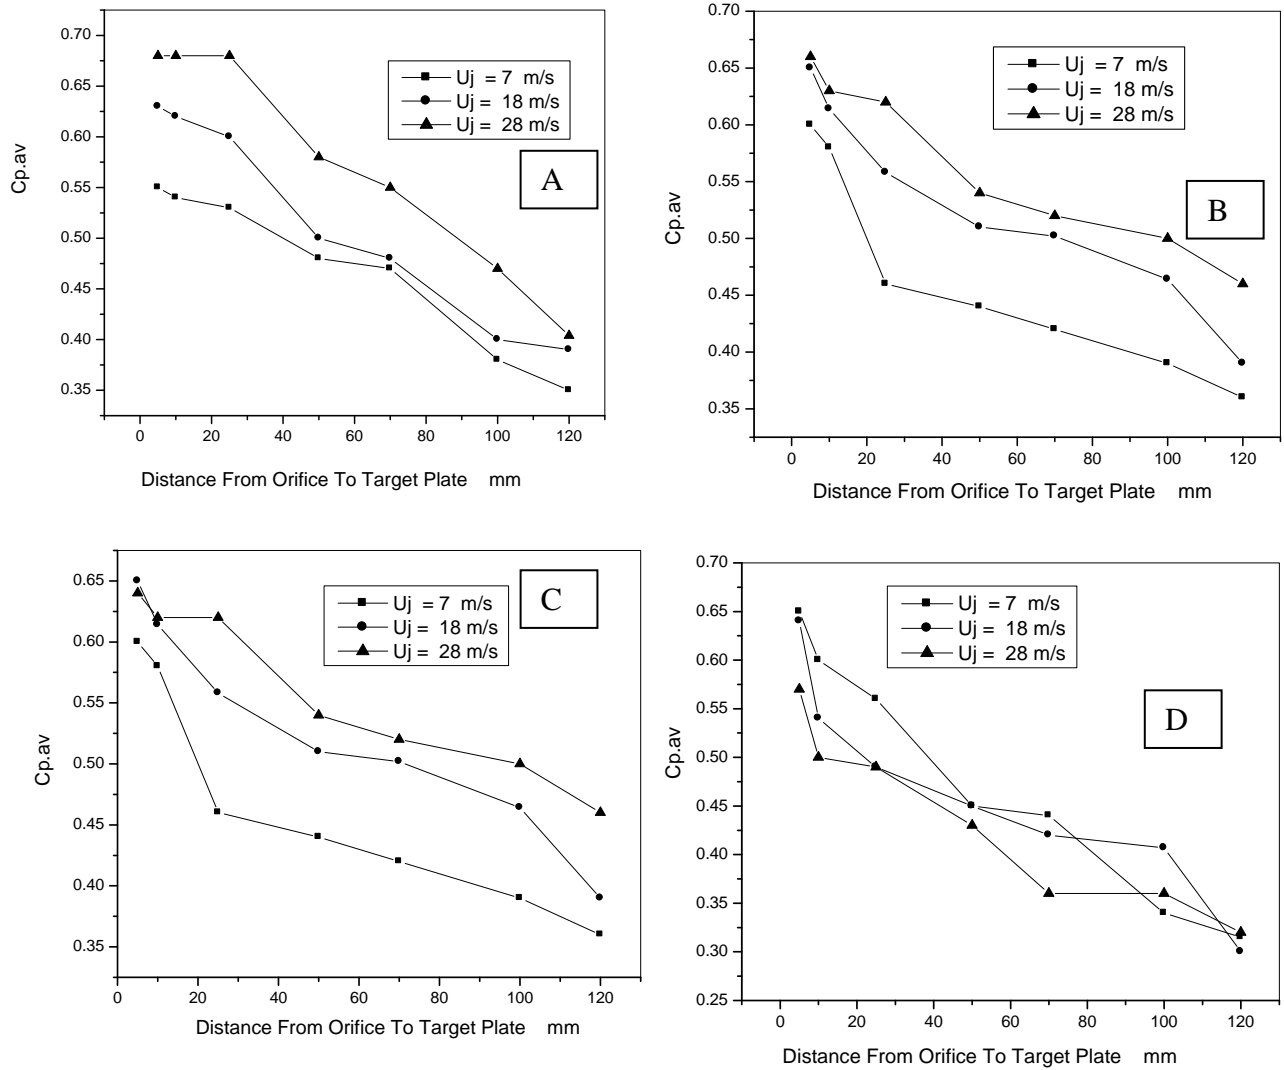 0.70
0.65
0.60
0.55
0.50
0.45
0.40
0.35
Cp.av
Uj = 7 m/s
Uj = 18 m/s
Uj = 28 m/s
A
0 20 40 60 80 100 120
Distance From Orifice To Target Plate mm
0.70
0.65
0.60
0.55
0.50
0.45
0.40
0.35
Cp.av
Uj = 7 m/s
Uj = 18 m/s
Uj = 28 m/s
B
0 20 40 60 80 100 120
Distance From Orifice To Target Plate mm
0.65
0.60
0.55
0.50
0.45
0.40
0.35
Cp.av
Uj = 7 m/s
Uj = 18 m/s
Uj = 28 m/s
C
0 20 40 60 80 100 120
Distance From Orifice To Target Plate mm
0.70
0.65
0.60
0.55
0.50
0.45
0.40
0.35
0.30
0.25
Cp.av
Uj = 7 m/s
Uj = 18 m/s
Uj = 28 m/s
D
0 20 40 60 80 100 120
Distance From Orifice To Target Plate mm